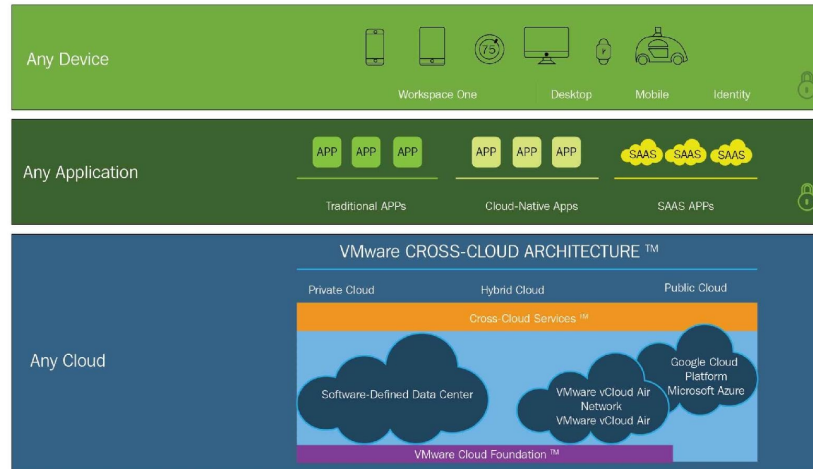 Any Device
75
Workspace One Desktop Mobile Identity
Any Application
APP APP APP APP APP APP SAAS SAAS SAAS
Traditional APPs Cloud-Native Apps SAAS APPs
VMware CROSS-CLOUD ARCHITECTURE ™
Private Cloud Hybrid Cloud Public Cloud
Cross-Cloud Services ™
Any Cloud
Software-Defined Data Center
VMware vCloud Air
Network
VMware vCloud Air
Google Cloud
Platform
Microsoft Azure
VMware Cloud Foundation ™